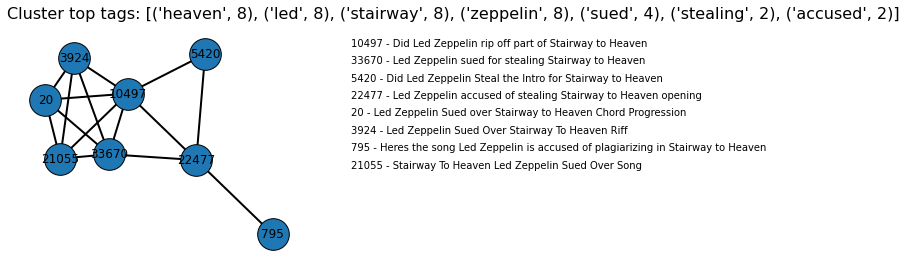 Cluster top tags: [('heaven', 8), ('led', 8), ('stairway', 8), ('zeppelin', 8), ('sued', 4), ('stealing', 2), ('accused', 2)]
3924
5420
20
10497
21055
33670
22477
795
10497 - Did Led Zeppelin rip off part of Stairway to Heaven
33670 - Led Zeppelin sued for stealing Stairway to Heaven
5420 - Did Led Zeppelin Steal the Intro for Stairway to Heaven
22477 - Led Zeppelin accused of stealing Stairway to Heaven opening
20 - Led Zeppelin Sued over Stairway to Heaven Chord Progression
3924 - Led Zeppelin Sued Over Stairway To Heaven Riff
795 - Heres the song Led Zeppelin is accused of plagiarizing in Stairway to Heaven
21055 - Stairway To Heaven Led Zeppelin Sued Over Song